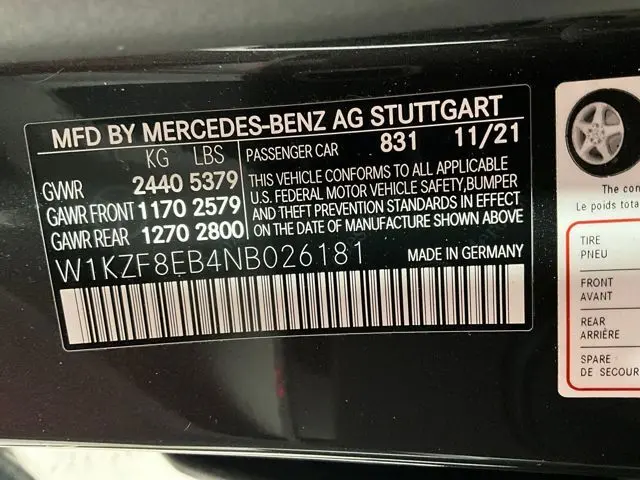 MFD BY MERCEDES-BENZ AG STUTTGART
KG LBS
PASSENGER CAR 831 11/21
GVWR 2440 5379
GAWR FRONT 1170 2579
GAWR REAR 1270 2800
THIS VEHICLE CONFORMS TO ALL APPLICABLE
U.S. FEDERAL MOTOR VEHICLE SAFETY,BUMPER
AND THEFT PREVENTION STANDARDS IN EFFECT
ON THE DATE OF MANUFACTURE SHOWN ABOVE
W1KZF8EB4NB026181
MADE IN GERMANY
The
Le poids
TIRE
PNEU
FRONT
AVANT
REAR
ARRIÈRE
SPARE
DE